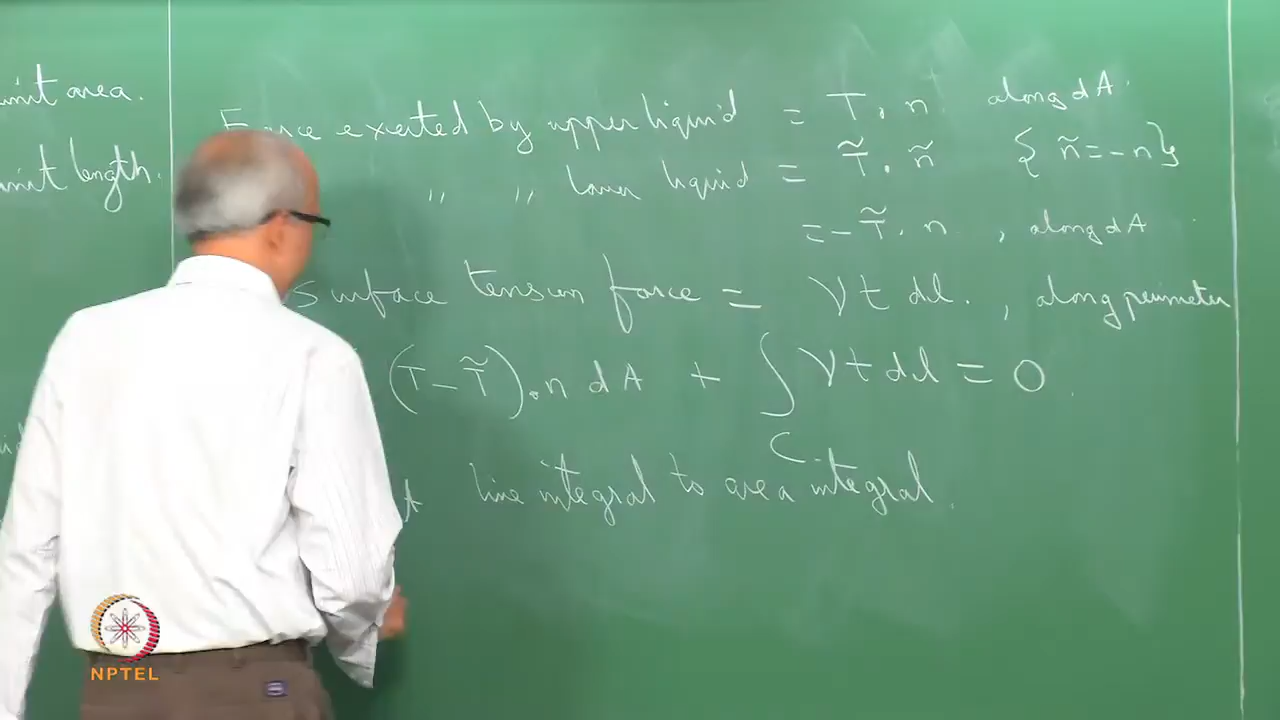 unit area.
unit length.
Force exerted by upper liquid = T . n along dA.
,, ,, lower liquid = T̃ . ñ { ñ = - n }
= - T̃ . n , along dA
surface tension force = γ t dl. , along perimeter
(T - T̃) . n dA + ∫ γ t dl = 0
C
line integral to area integral.
NPTEL